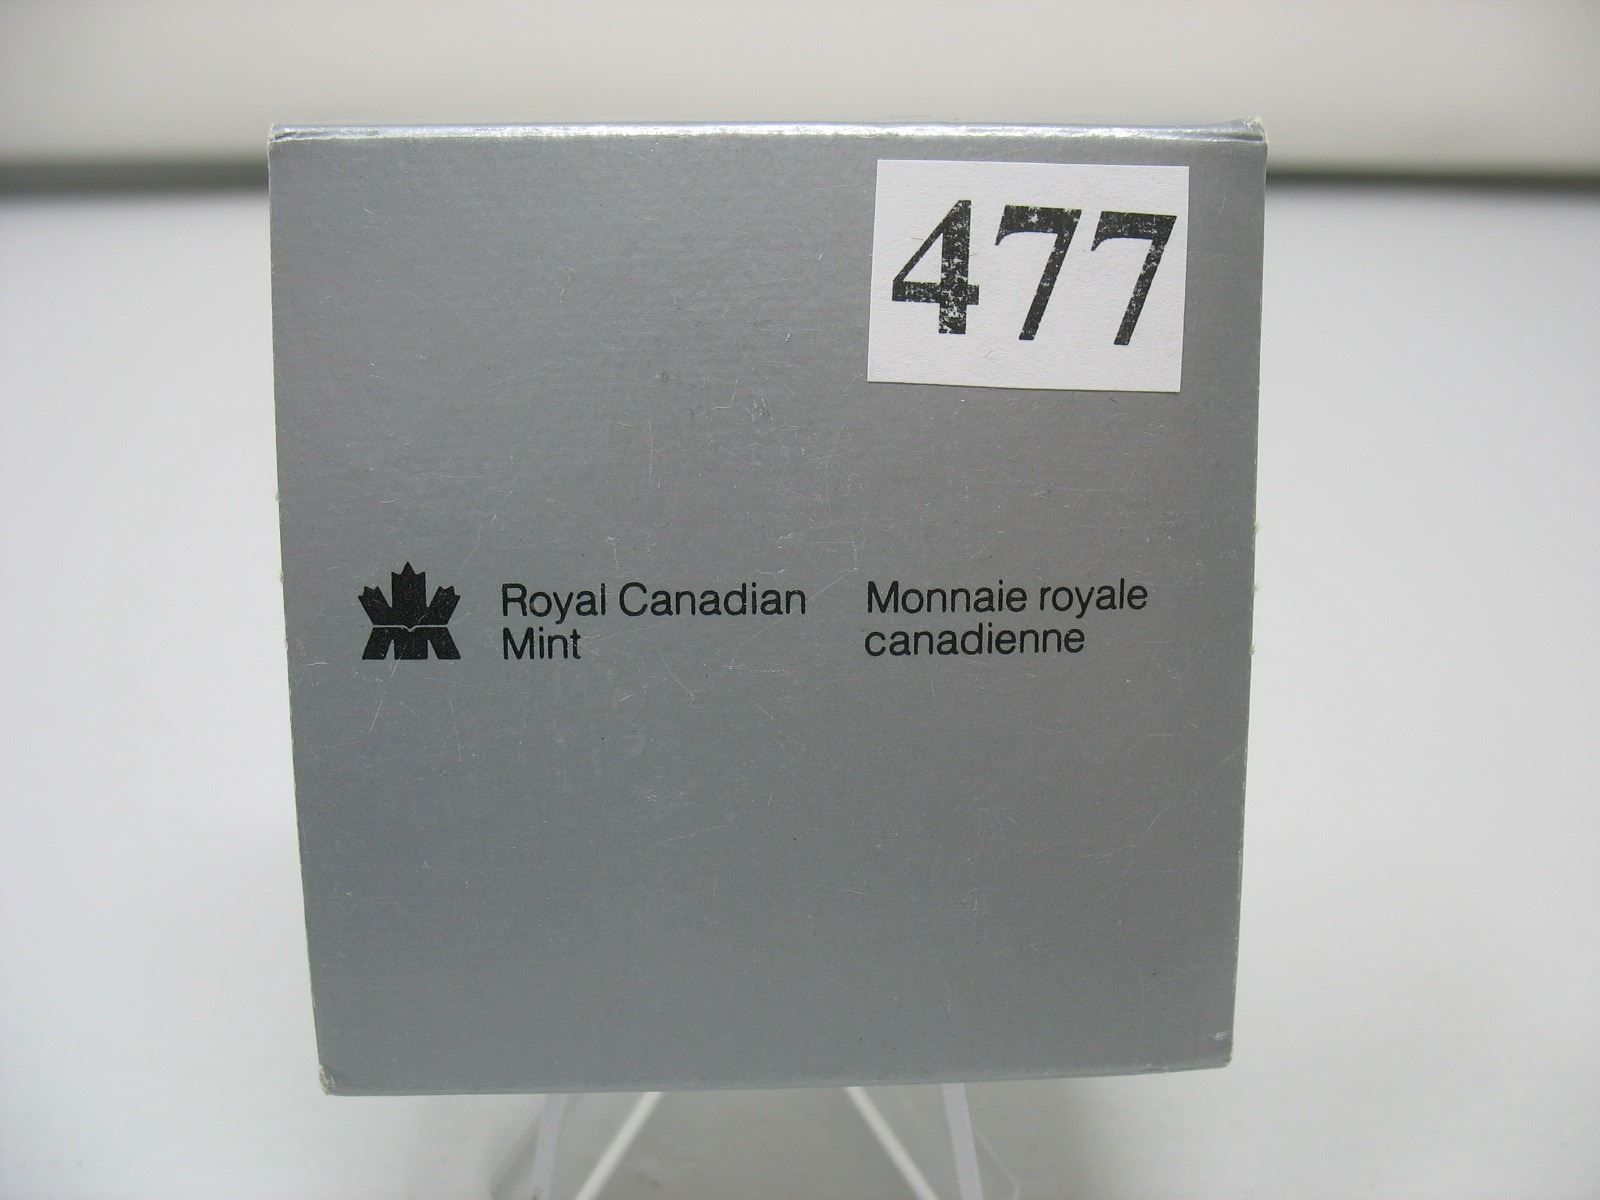 477
Royal Canadian
Mint
Monnaie royale
canadienne